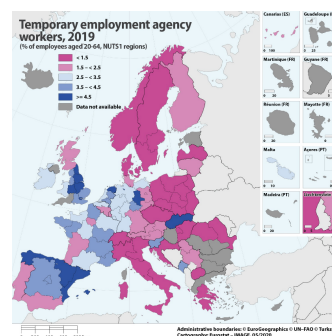 Temporary employment agency
workers, 2019
(% of employees aged 20-64, NUTS1 regions)
< 1.5
1.5 – < 2.5
2.5 – < 3.5
3.5 – < 4.5
>= 4.5
Data not available
Canarias (ES)
Guadeloupe (
Martinique (FR)
Guyane (FR)
Réunion (FR)
Mayotte (FR)
Malta
Açores (PT)
Madeira (PT)
Administrative boundaries: © EuroGeographics © UN–FAO © Turks
Cartography: Eurostat – IMAGE, 05/2020